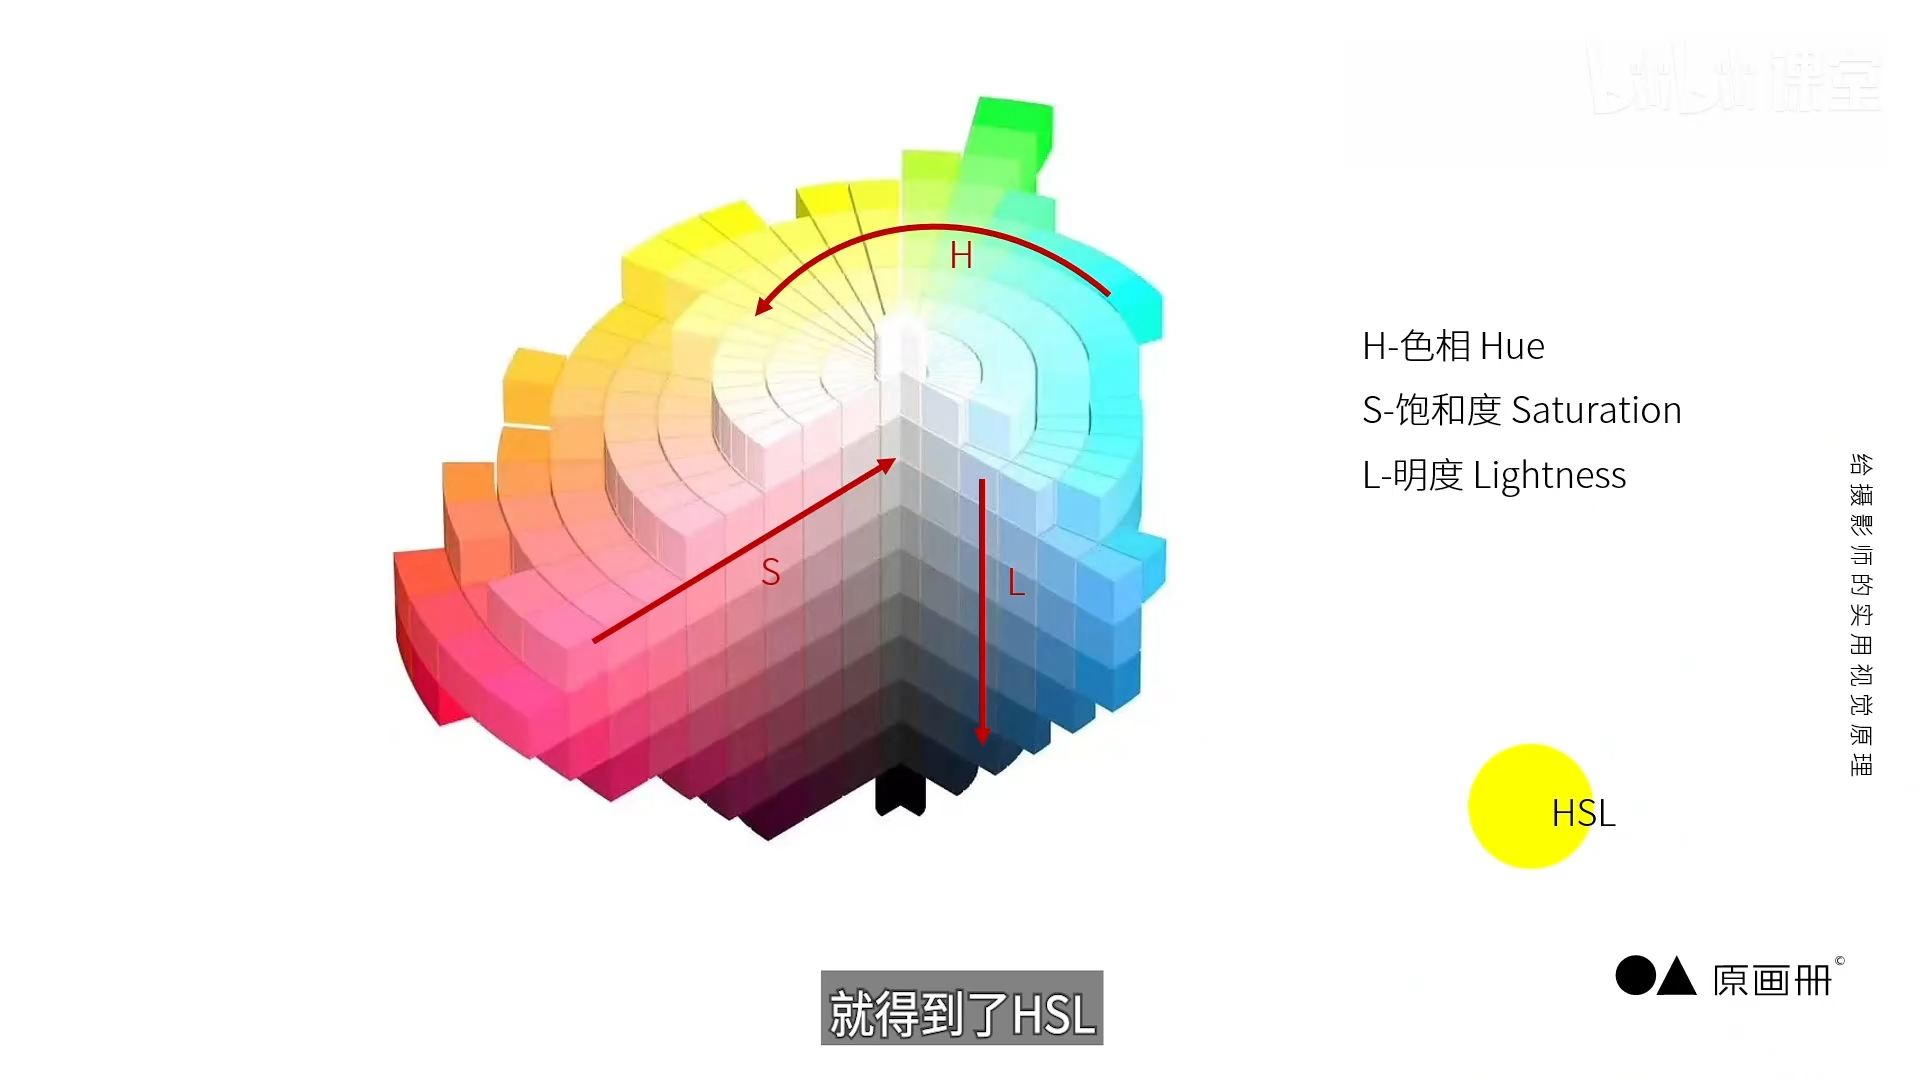 bilibili 课堂
H
S
L
H-色相 Hue
S-饱和度 Saturation
L-明度 Lightness
给摄影师的实用视觉原理
HSL
原画册©
就得到了HSL